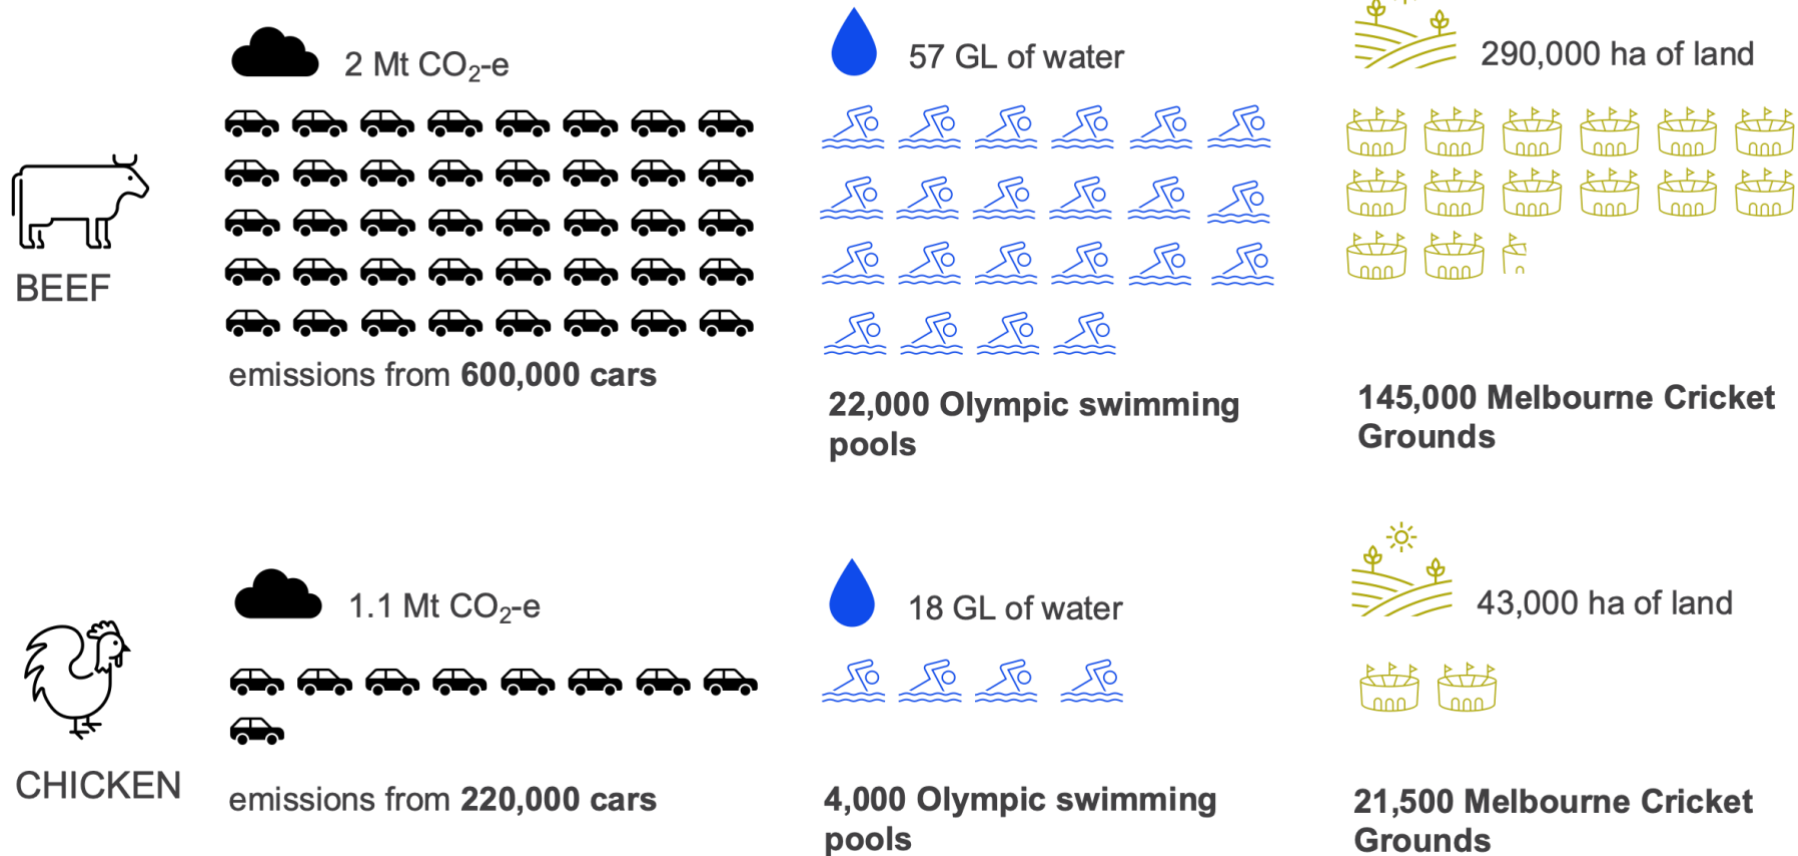 2 Mt CO₂-e
57 GL of water
290,000 ha of land
BEEF
emissions from 600,000 cars
22,000 Olympic swimming
pools
145,000 Melbourne Cricket
Grounds
1.1 Mt CO₂-e
18 GL of water
43,000 ha of land
CHICKEN
emissions from 220,000 cars
4,000 Olympic swimming
pools
21,500 Melbourne Cricket
Grounds